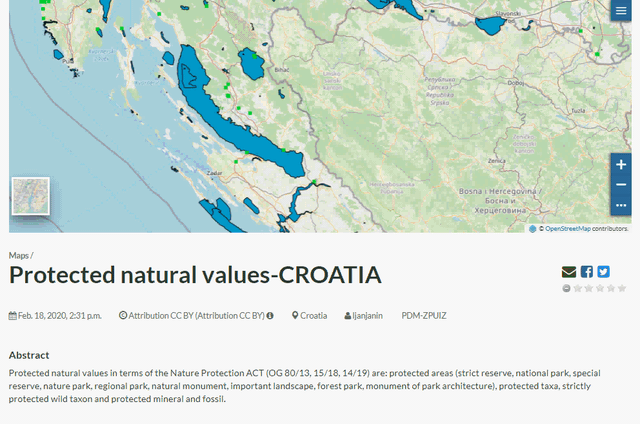 Slavonski
Bihać
Doboj
Република
Српска /
Republika
Srpska
Tuzla
Zenica
Zadar
Bosna i Hercegovina /
Босна и
Херцеговина
© OpenStreetMap contributors.
Maps /
Protected natural values-CROATIA
Feb. 18, 2020, 2:31 p.m. Attribution CC BY (Attribution CC BY) Croatia ljanjanin PDM-ZPUIZ
Abstract
Protected natural values in terms of the Nature Protection ACT (OG 80/13, 15/18, 14/19) are: protected areas (strict reserve, national park, special
reserve, nature park, regional park, natural monument, important landscape, forest park, monument of park architecture), protected taxa, strictly
protected wild taxon and protected mineral and fossil.